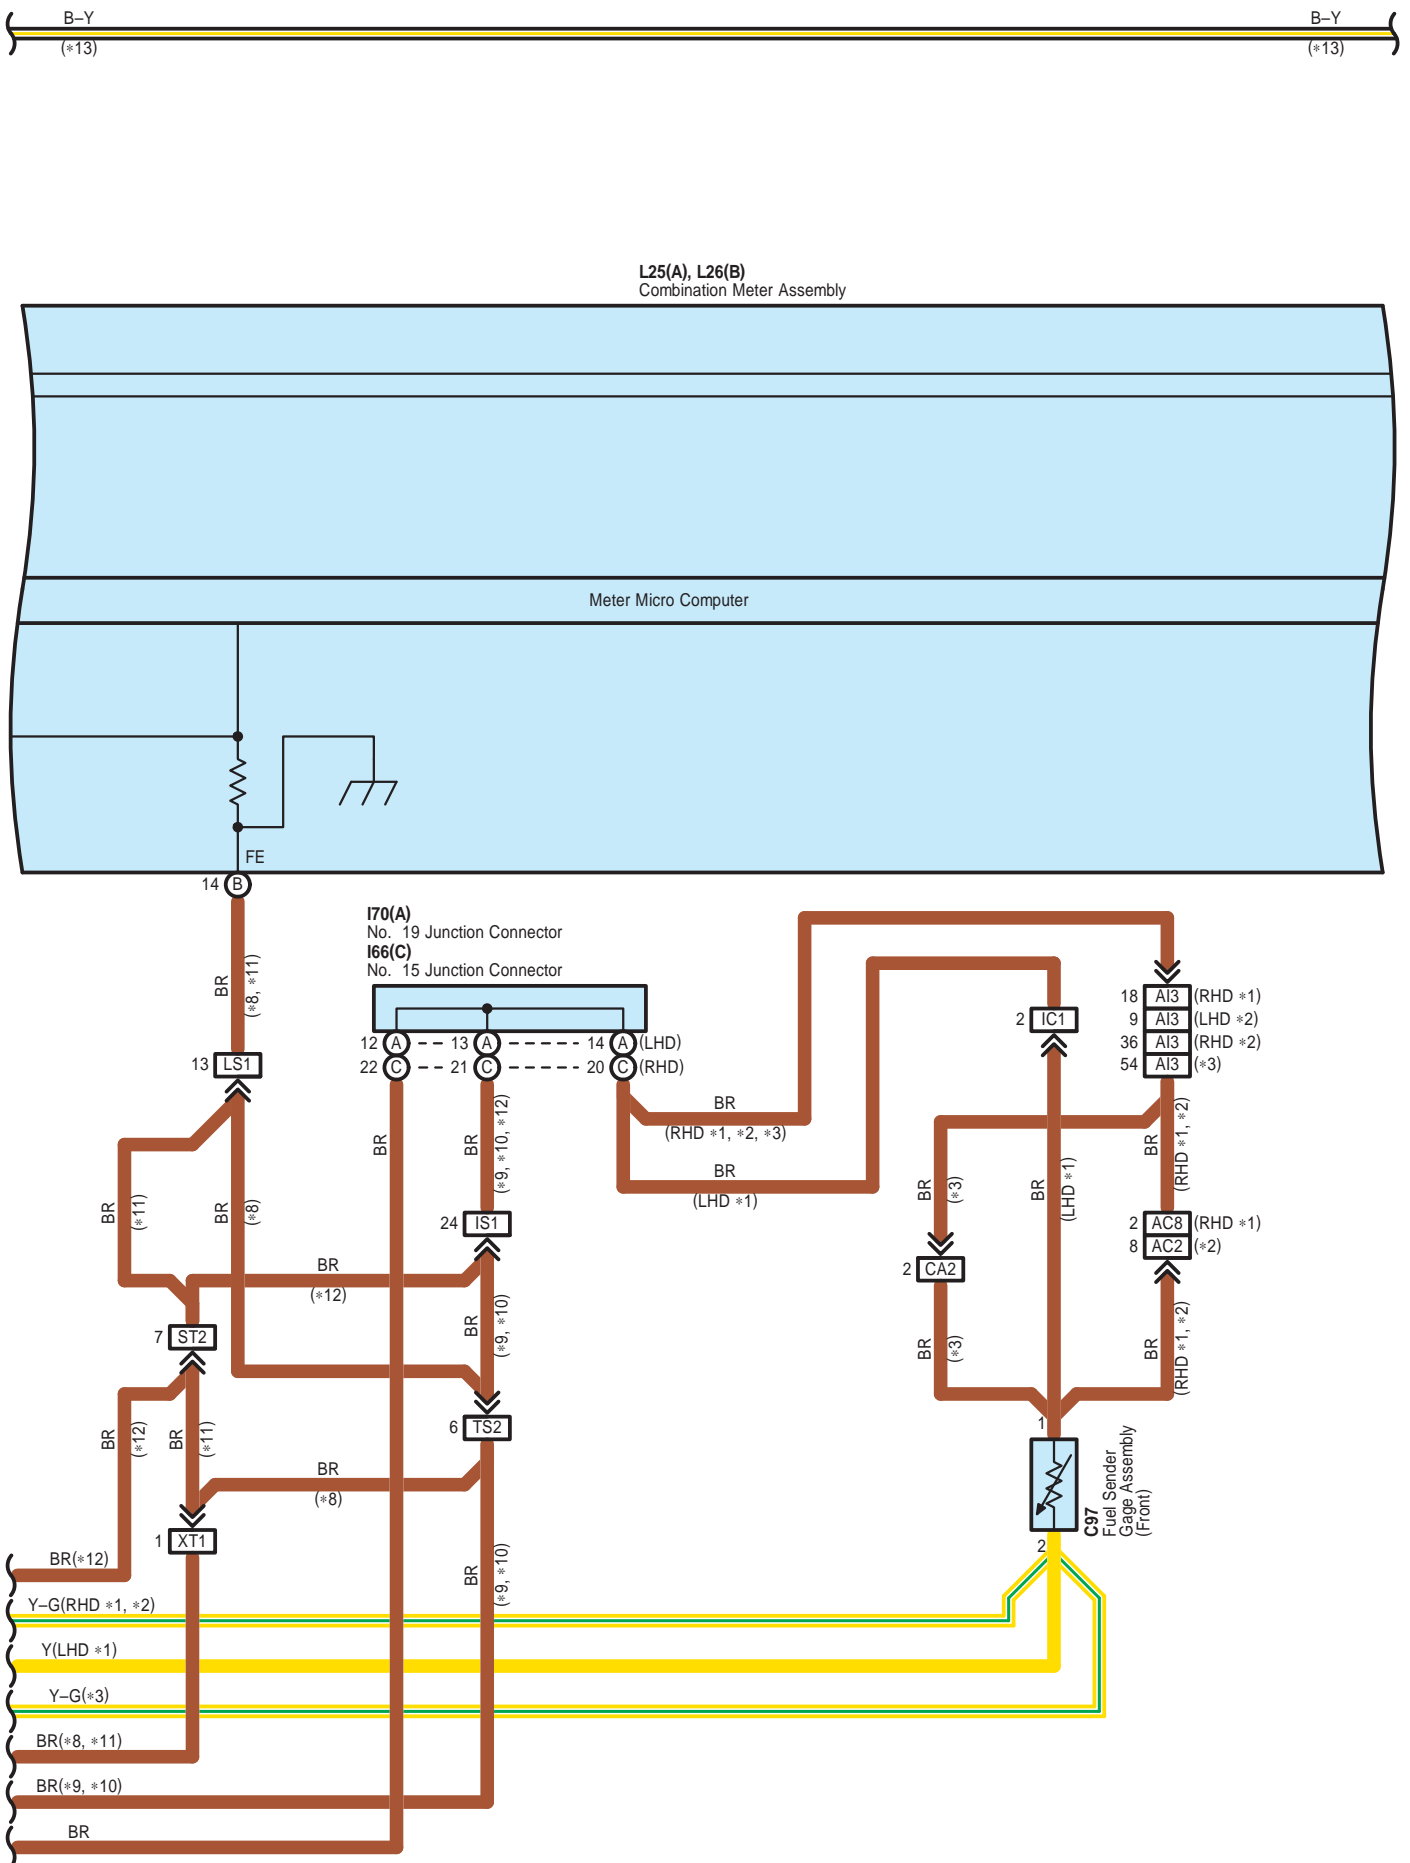 B–Y
B–Y
(*13)
(*13)
L25(A), L26(B)
Combination Meter Assembly
Meter Micro Computer
FE
14 B
I70(A)
No. 19 Junction Connector
I66(C)
No. 15 Junction Connector
12 A 13 A 14 A (LHD)
22 C 21 C 20 C (RHD)
BR
(*8, *11)
13 LS1
2 IC1
18 AI3 (RHD *1)
9 AI3 (LHD *2)
36 AI3 (RHD *2)
54 AI3 (*3)
BR
BR
(*9, *10, *12)
BR
(RHD *1, *2, *3)
BR
(LHD *1)
BR
(*3)
BR
(LHD *1)
BR
(RHD *1, *2)
BR
(*11)
BR
(*8)
24 IS1
2 AC8 (RHD *1)
8 AC2 (*2)
2 CA2
BR
(*12)
BR
(*9, *10)
7 ST2
BR
(*3)
BR
(RHD *1, *2)
6 TS2
BR
(*12)
BR
(*11)
BR
(*8)
1
C97
Fuel Sender
Gage Assembly
(Front)
2
1 XT1
BR
(*9, *10)
BR(*12)
Y–G(RHD *1, *2)
Y(LHD *1)
Y–G(*3)
BR(*8, *11)
BR(*9, *10)
BR